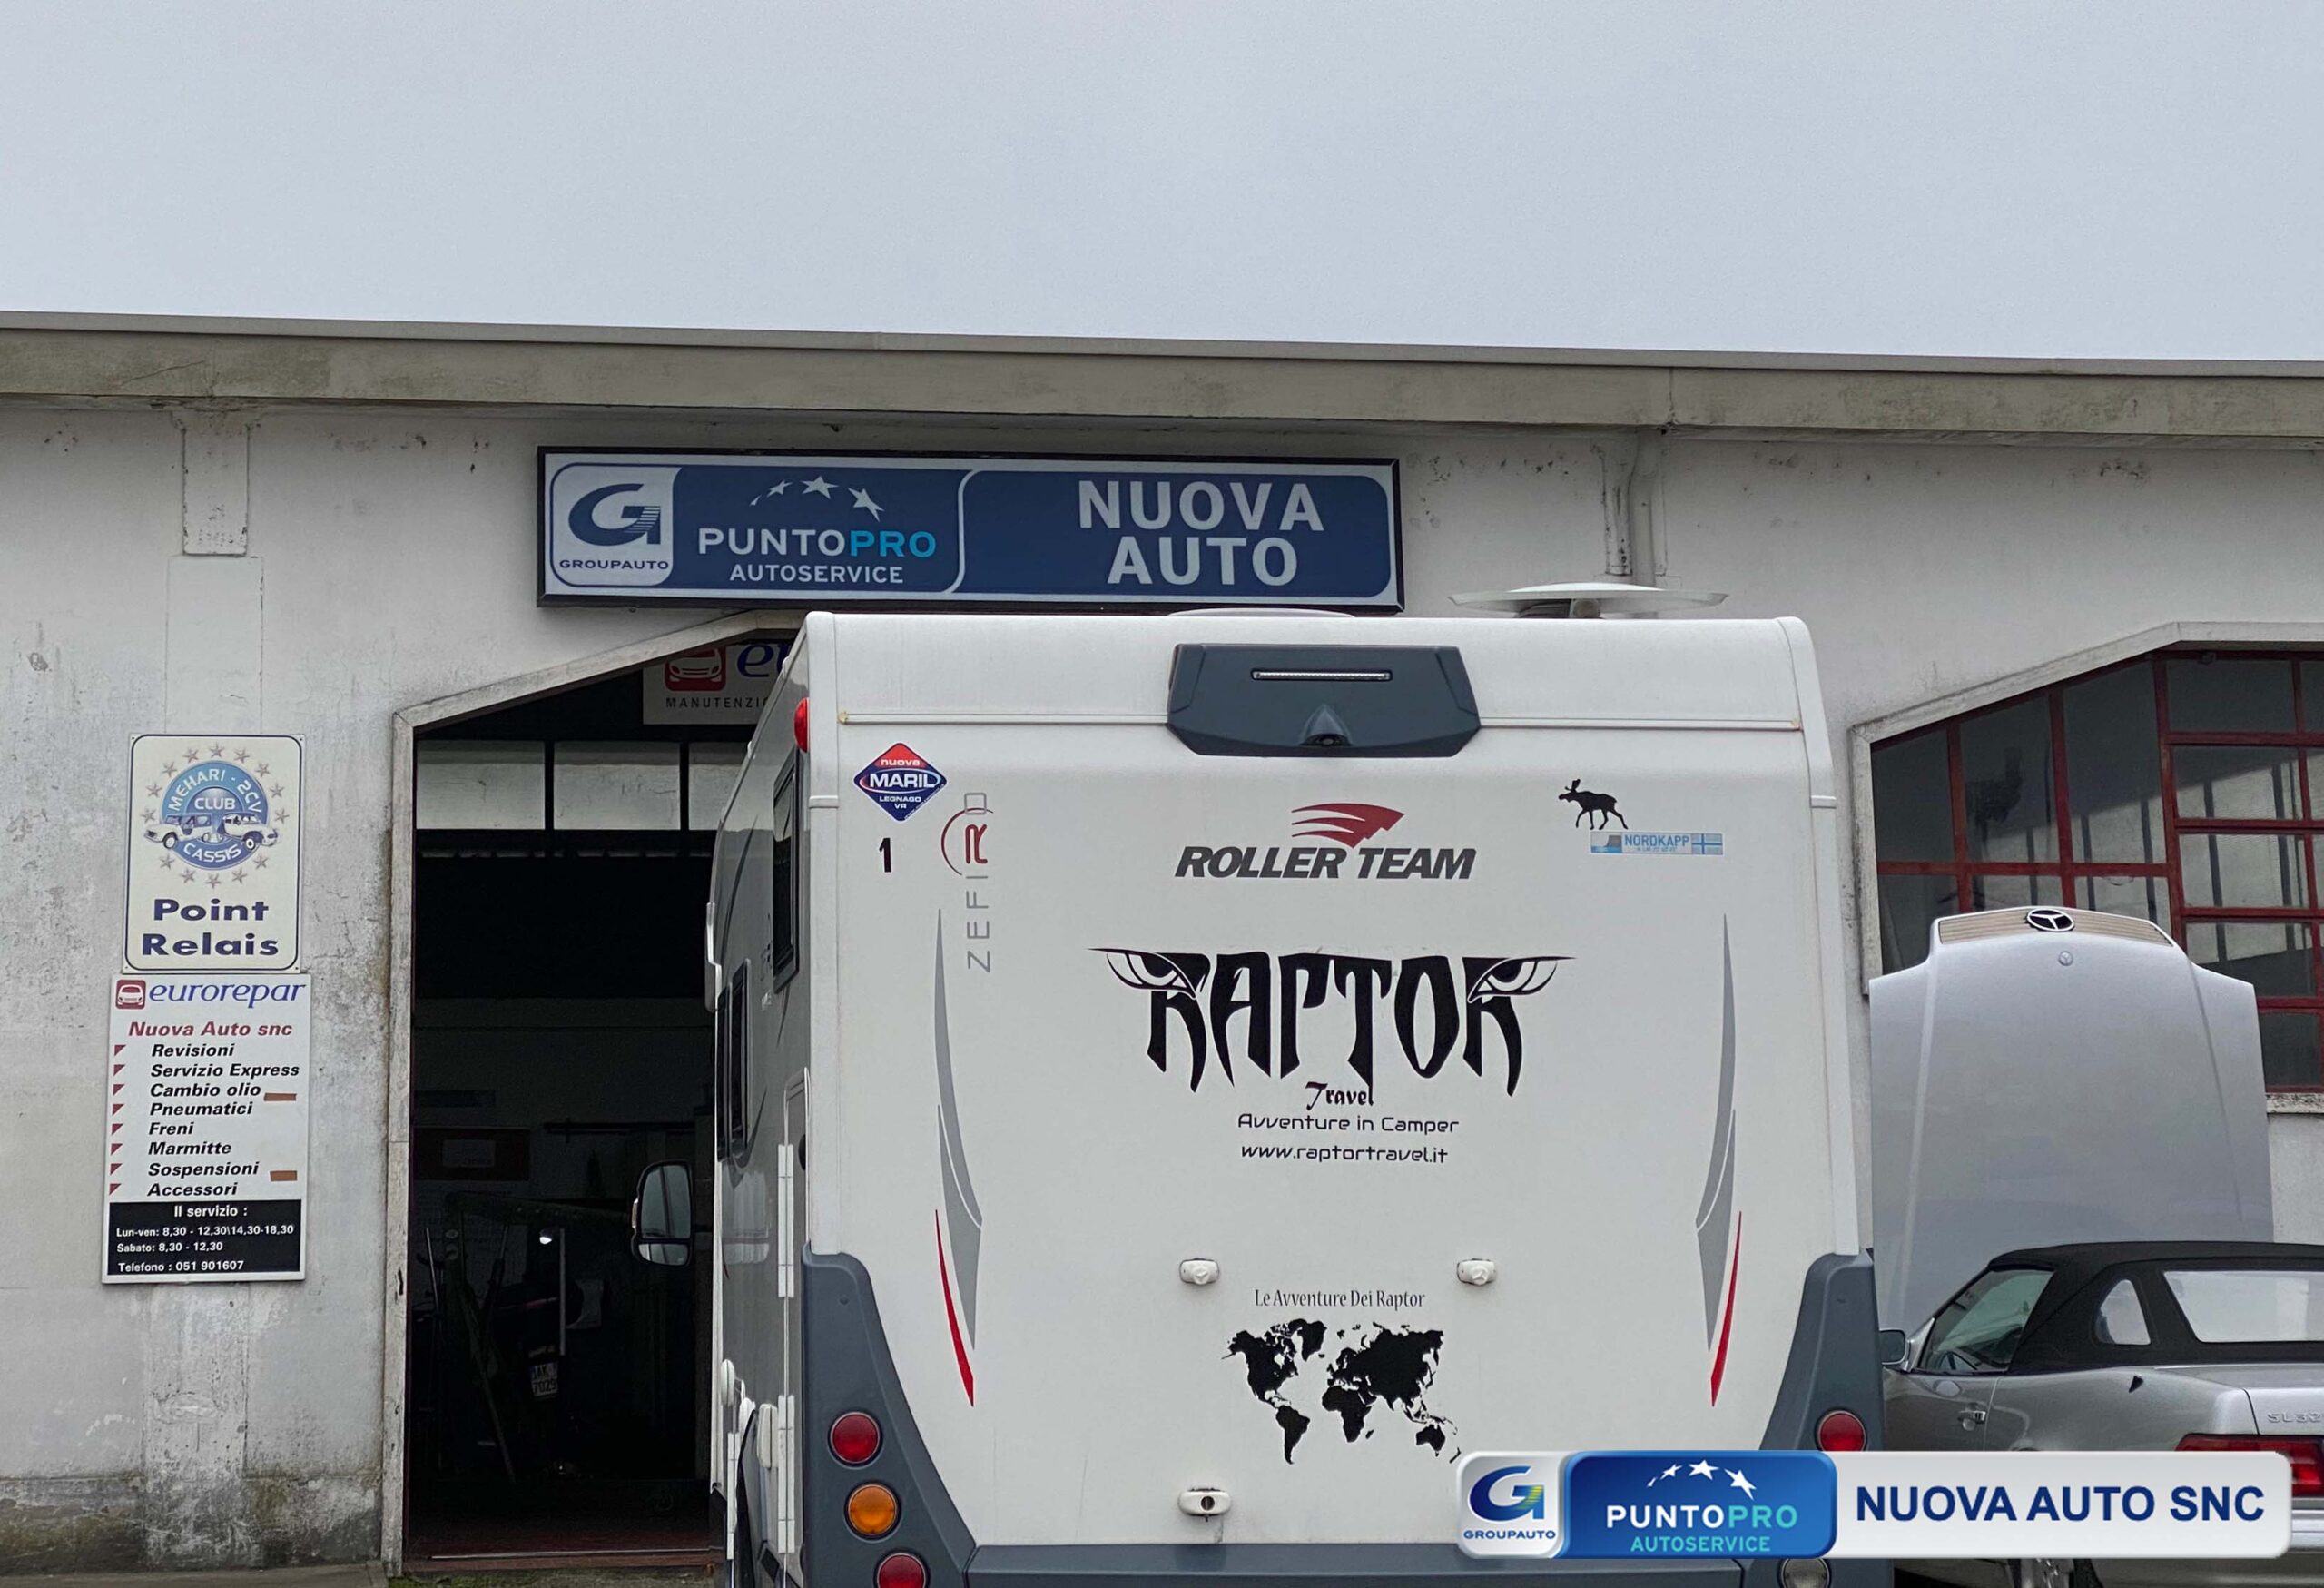 GROUPAUTO
PUNTOPRO
AUTOSERVICE
NUOVA
AUTO
MANUTENZI
MEHARI - 2CV
CLUB
CASSIS
Point
Relais
eurorepar
Nuova Auto snc
Revisioni
Servizio Express
Cambio olio
Pneumatici
Freni
Marmitte
Sospensioni
Accessori
Il servizio :
Lun-ven: 8,30 - 12,30\14,30-18,30
Sabato: 8,30 - 12,30
Telefono : 051 901607
nuova
MARIL
LEGNAGO
VR
1
ZEFIRO
ROLLER TEAM
NORDKAPP
RAPTOR
Travel
Avventure in Camper
www.raptortravel.it
Le Avventure Dei Raptor
GROUPAUTO
PUNTOPRO
AUTOSERVICE
NUOVA AUTO SNC